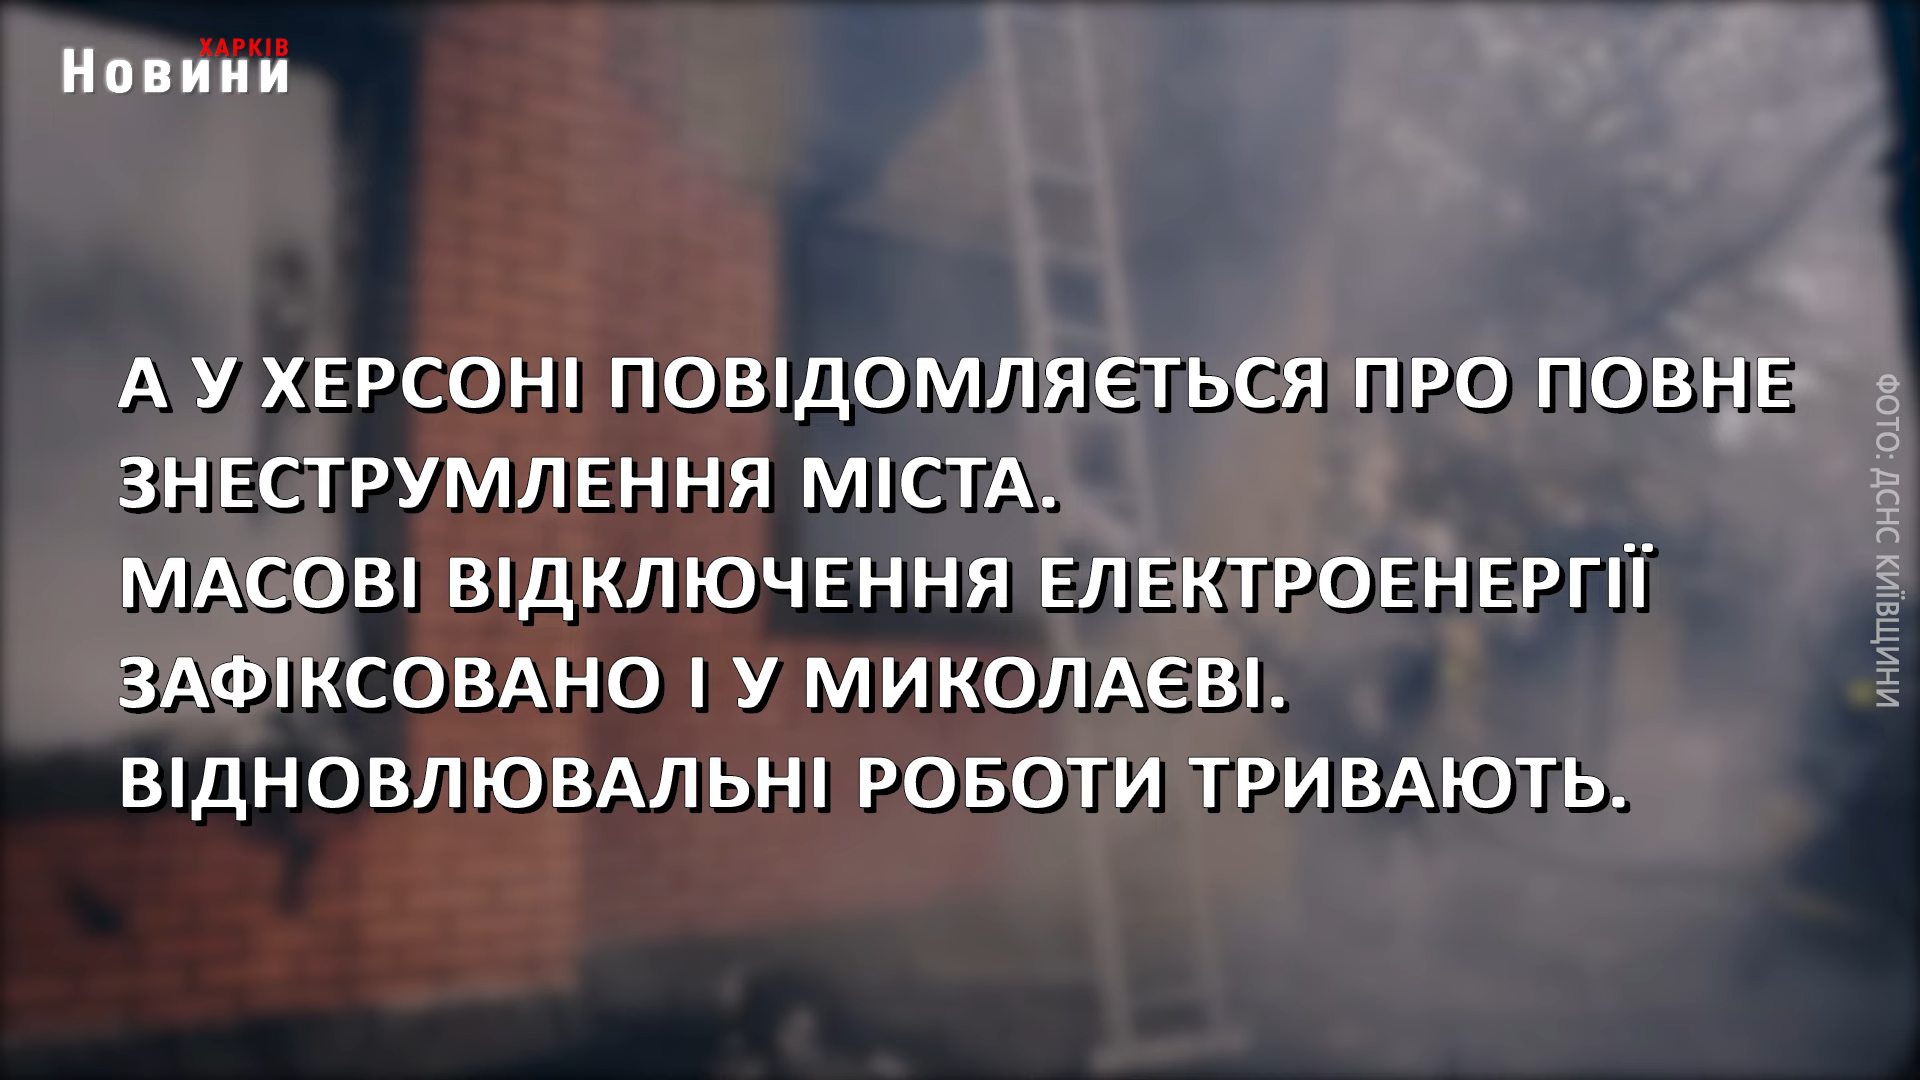 ХАРКІВ
Новини
А У ХЕРСОНІ ПОВІДОМЛЯЄТЬСЯ ПРО ПОВНЕ
ЗНЕСТРУМЛЕННЯ МІСТА.
МАСОВІ ВІДКЛЮЧЕННЯ ЕЛЕКТРОЕНЕРГІЇ
ЗАФІКСОВАНО І У МИКОЛАЄВІ.
ВІДНОВЛЮВАЛЬНІ РОБОТИ ТРИВАЮТЬ.
ФОТО: ДСНС КИЇВЩИНИ